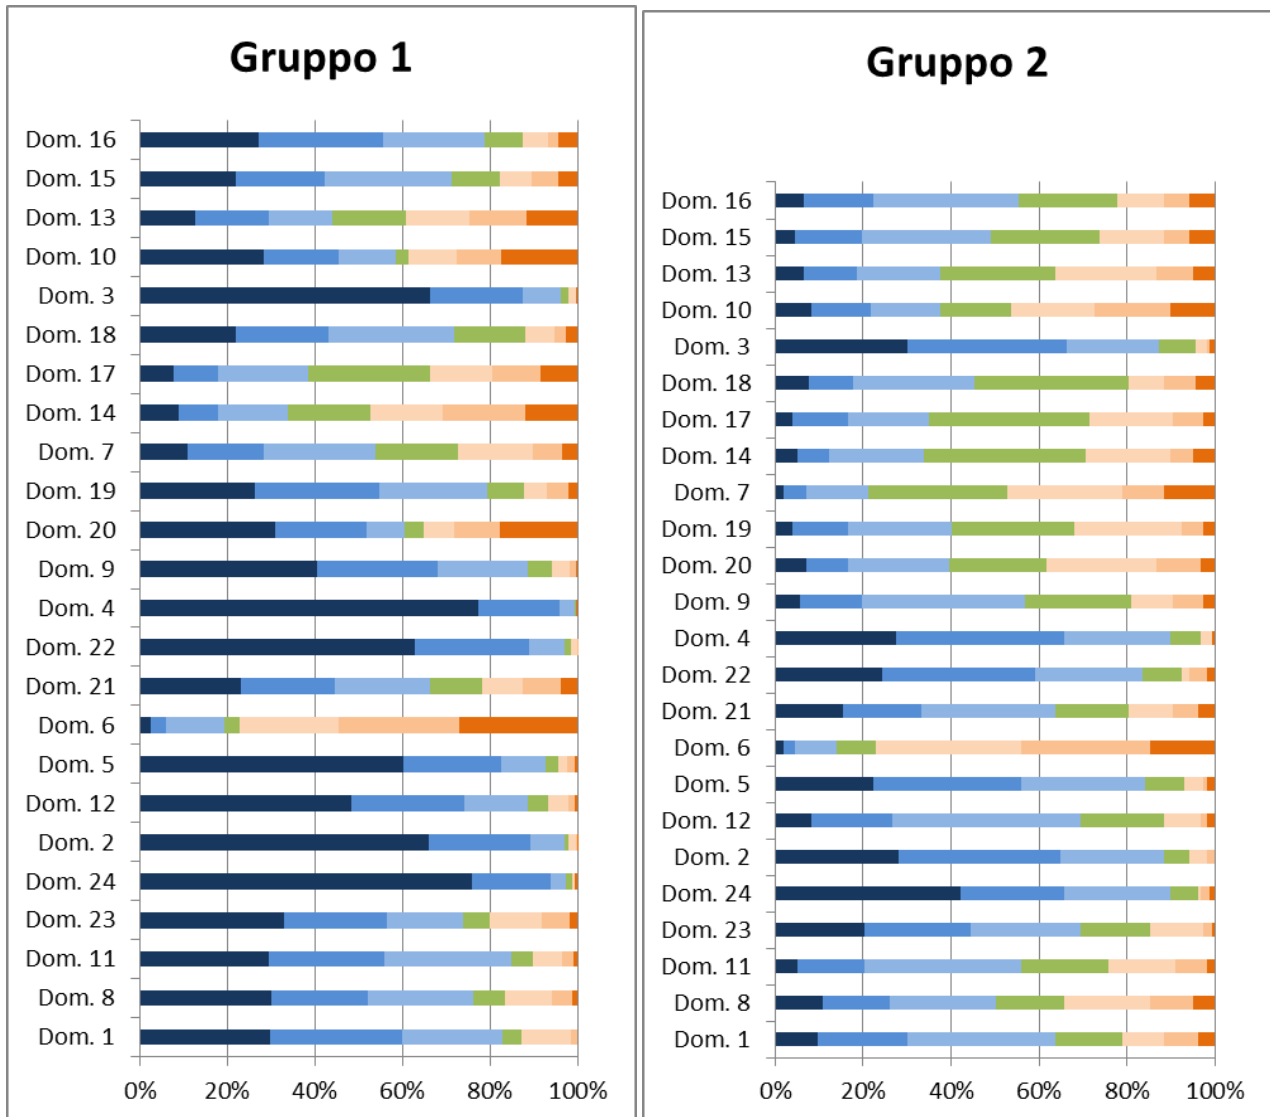 Gruppo 1
Dom. 16
Dom. 15
Dom. 13
Dom. 10
Dom. 3
Dom. 18
Dom. 17
Dom. 14
Dom. 7
Dom. 19
Dom. 20
Dom. 9
Dom. 4
Dom. 22
Dom. 21
Dom. 6
Dom. 5
Dom. 12
Dom. 2
Dom. 24
Dom. 23
Dom. 11
Dom. 8
Dom. 1
0% 20% 40% 60% 80% 100%
Gruppo 2
Dom. 16
Dom. 15
Dom. 13
Dom. 10
Dom. 3
Dom. 18
Dom. 17
Dom. 14
Dom. 7
Dom. 19
Dom. 20
Dom. 9
Dom. 4
Dom. 22
Dom. 21
Dom. 6
Dom. 5
Dom. 12
Dom. 2
Dom. 24
Dom. 23
Dom. 11
Dom. 8
Dom. 1
0% 20% 40% 60% 80% 100%